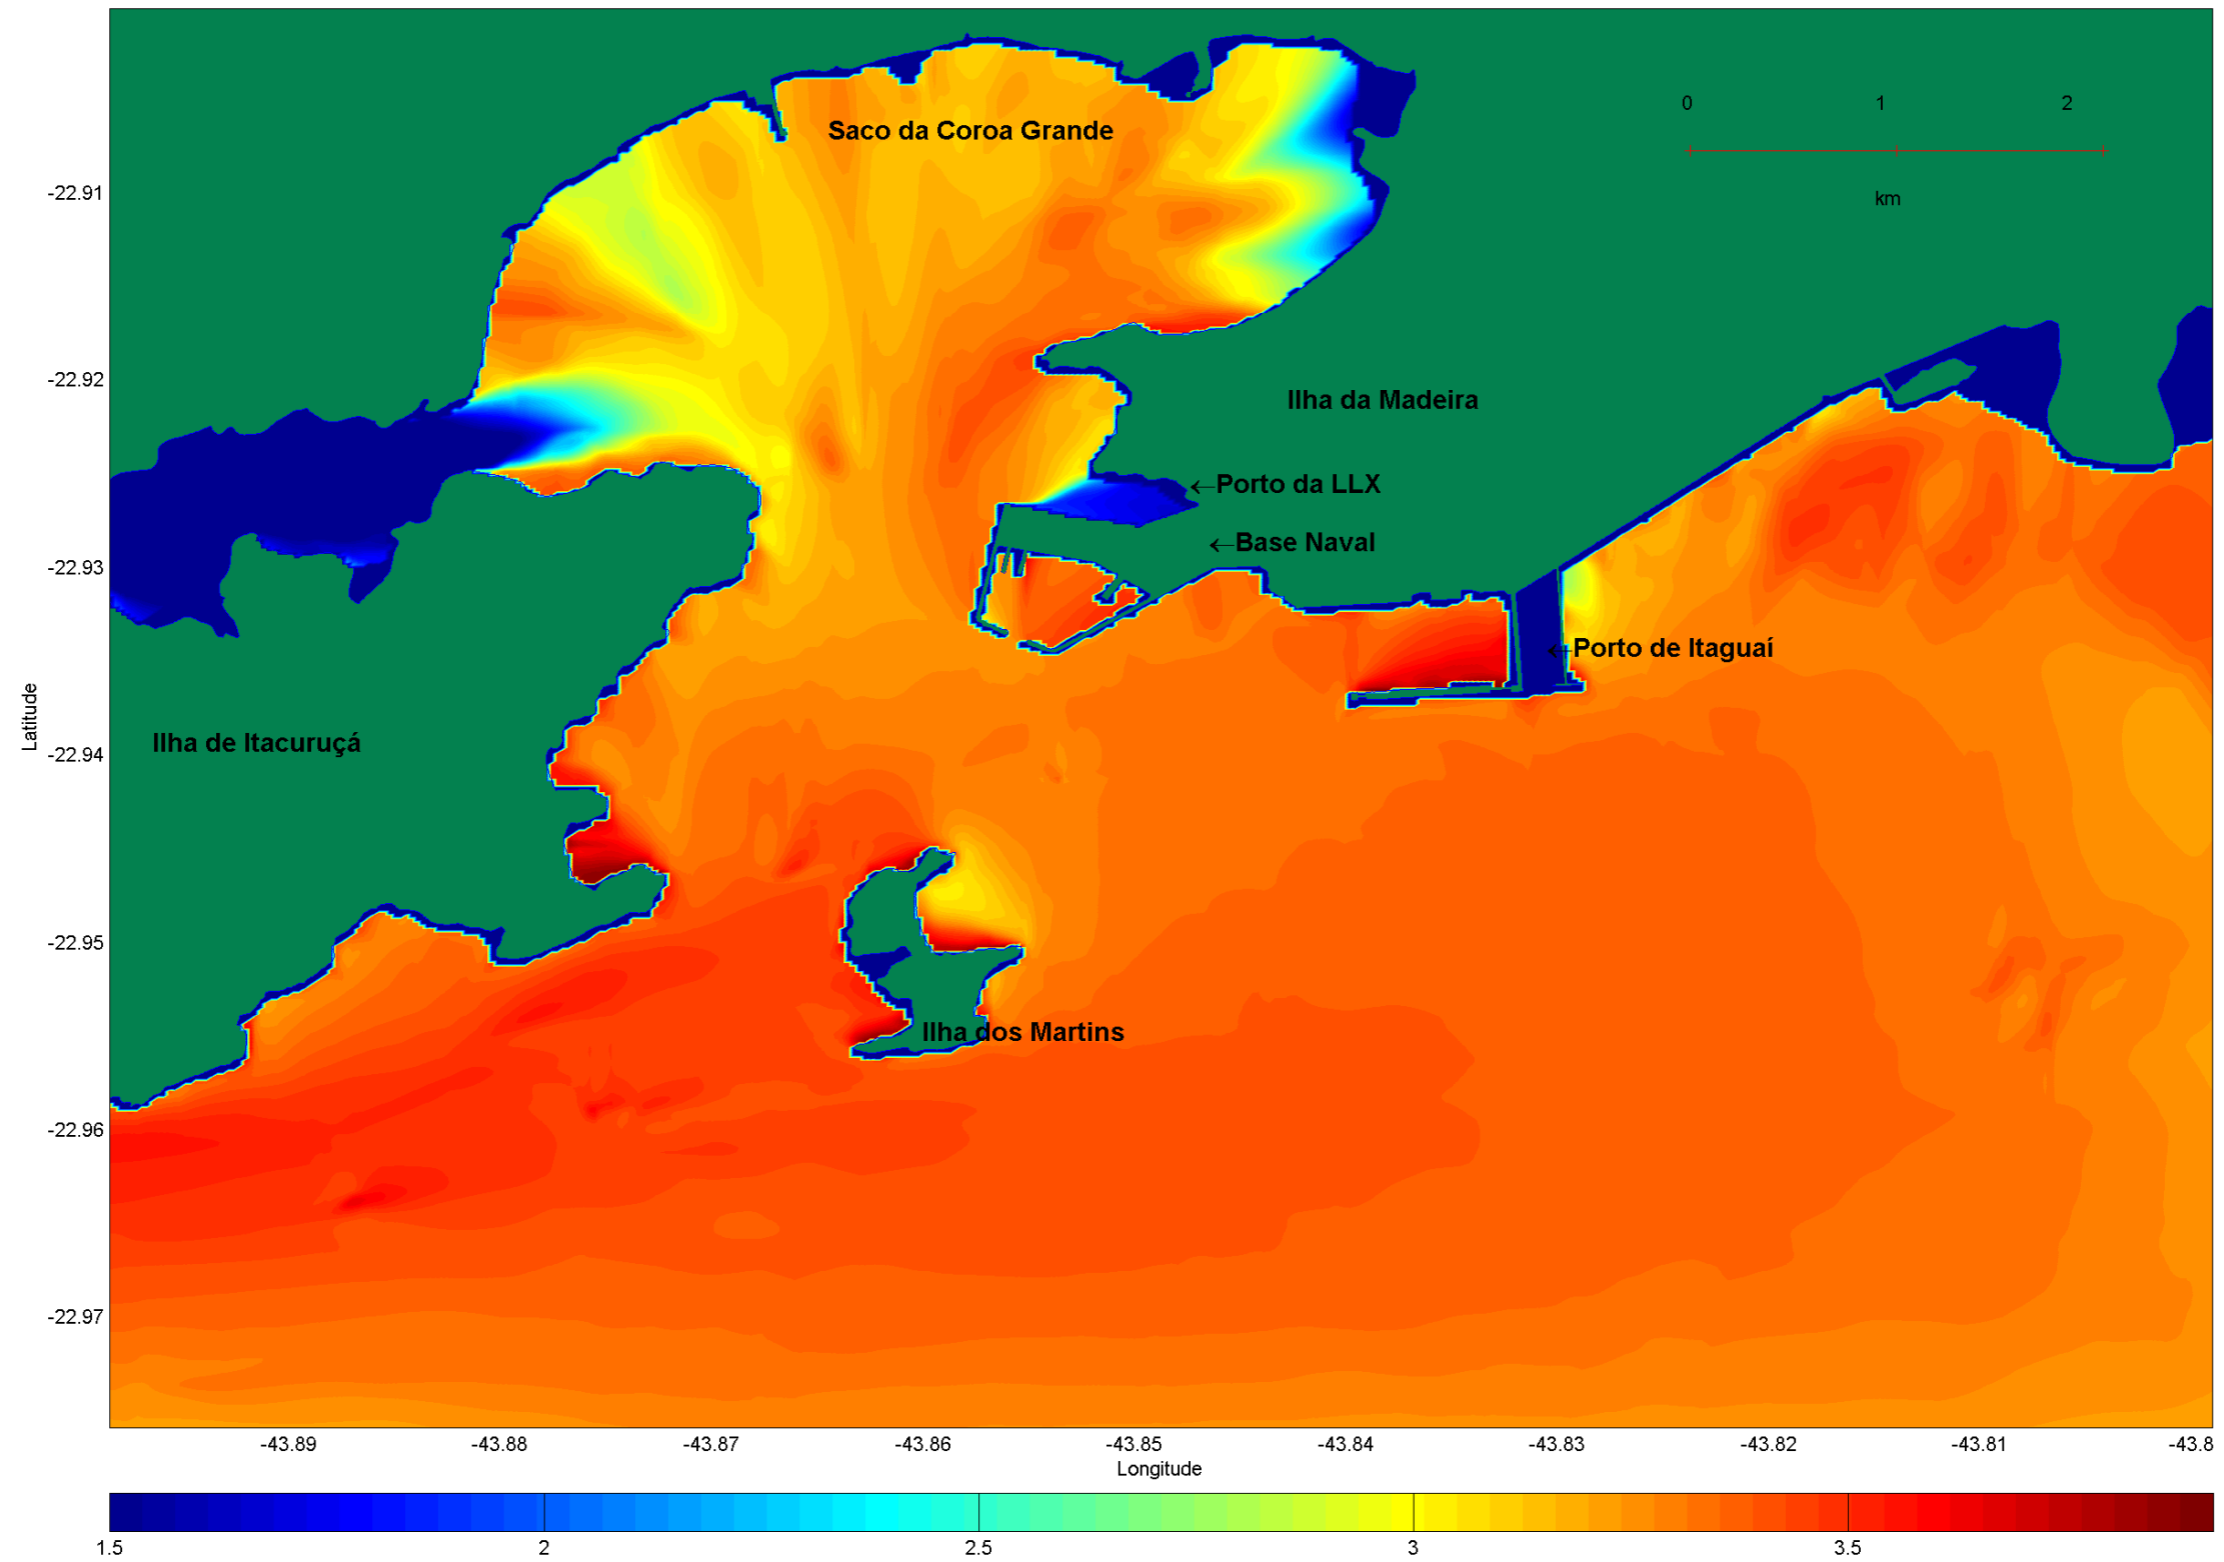 Saco da Coroa Grande
0 1 2
km
-22.91
-22.92
-22.93
-22.94
-22.95
-22.96
-22.97
Latitude
Ilha da Madeira
←Porto da LLX
←Base Naval
←Porto de Itaguaí
Ilha de Itacuruçá
Ilha dos Martins
-43.89 -43.88 -43.87 -43.86 -43.85 -43.84 -43.83 -43.82 -43.81 -43.8
Longitude
1.5 2 2.5 3 3.5